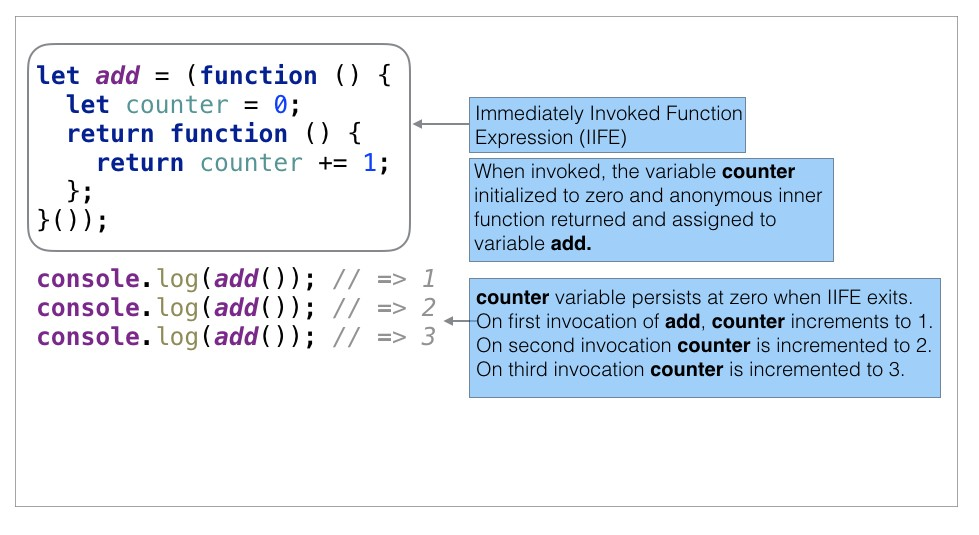 let add = (function () {
  let counter = 0;
  return function () {
    return counter += 1;
  };
}());
Immediately Invoked Function
Expression (IIFE)
When invoked, the variable counter
initialized to zero and anonymous inner
function returned and assigned to
variable add.
console.log(add()); // => 1
console.log(add()); // => 2
console.log(add()); // => 3
counter variable persists at zero when IIFE exits.
On first invocation of add, counter increments to 1.
On second invocation counter is incremented to 2.
On third invocation counter is incremented to 3.